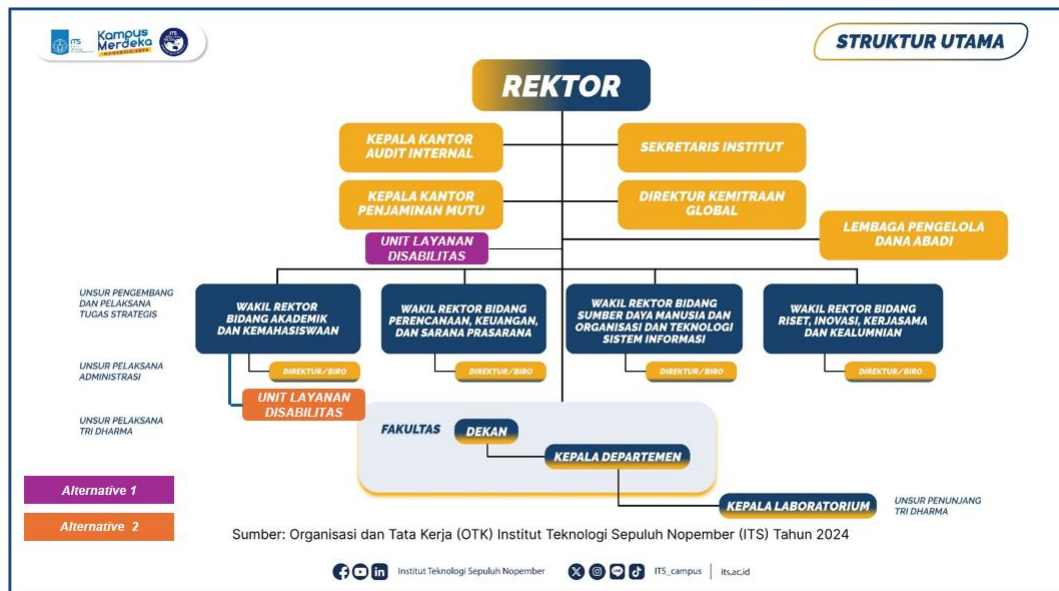 ITS
Kampus
Merdeka
INDONESIA JAYA
ITS
STRUKTUR UTAMA
REKTOR
KEPALA KANTOR
AUDIT INTERNAL
SEKRETARIS INSTITUT
KEPALA KANTOR
PENJAMINAN MUTU
DIREKTUR KEMITRAAN
GLOBAL
LEMBAGA PENGELOLA
DANA ABADI
UNIT LAYANAN
DISABILITAS
UNSUR PENGEMBANG
DAN PELAKSANA
TUGAS STRATEGIS
WAKIL REKTOR
BIDANG AKADEMIK
DAN KEMAHASISWAAN
WAKIL REKTOR BIDANG
PERENCANAAN, KEUANGAN,
DAN SARANA PRASARANA
WAKIL REKTOR BIDANG
SUMBER DAYA MANUSIA DAN
ORGANISASI DAN TEKNOLOGI
SISTEM INFORMASI
WAKIL REKTOR BIDANG
RISET, INOVASI, KERJASAMA
DAN KEALUMNIAN
UNSUR PELAKSANA
ADMINISTRASI
DIREKTUR/BIRO
DIREKTUR/BIRO
DIREKTUR/BIRO
DIREKTUR/BIRO
UNIT LAYANAN
DISABILITAS
UNSUR PELAKSANA
TRI DHARMA
FAKULTAS
DEKAN
KEPALA DEPARTEMEN
KEPALA LABORATORIUM
UNSUR PENUNJANG
TRI DHARMA
Alternative 1
Alternative 2
Sumber: Organisasi dan Tata Kerja (OTK) Institut Teknologi Sepuluh Nopember (ITS) Tahun 2024
Institut Teknologi Sepuluh Nopember
ITS_campus
its.ac.id